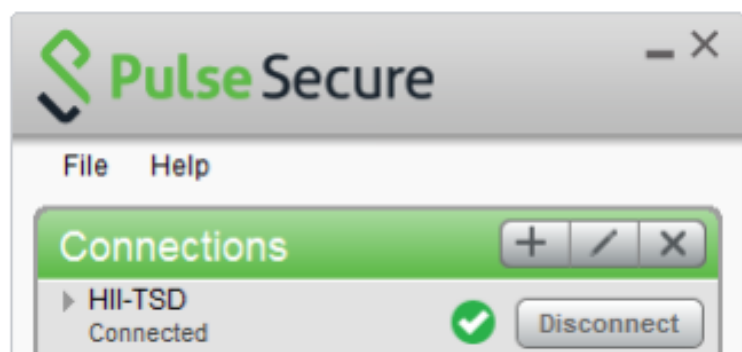 Pulse Secure
File Help
Connections
HII-TSD
Connected
Disconnect